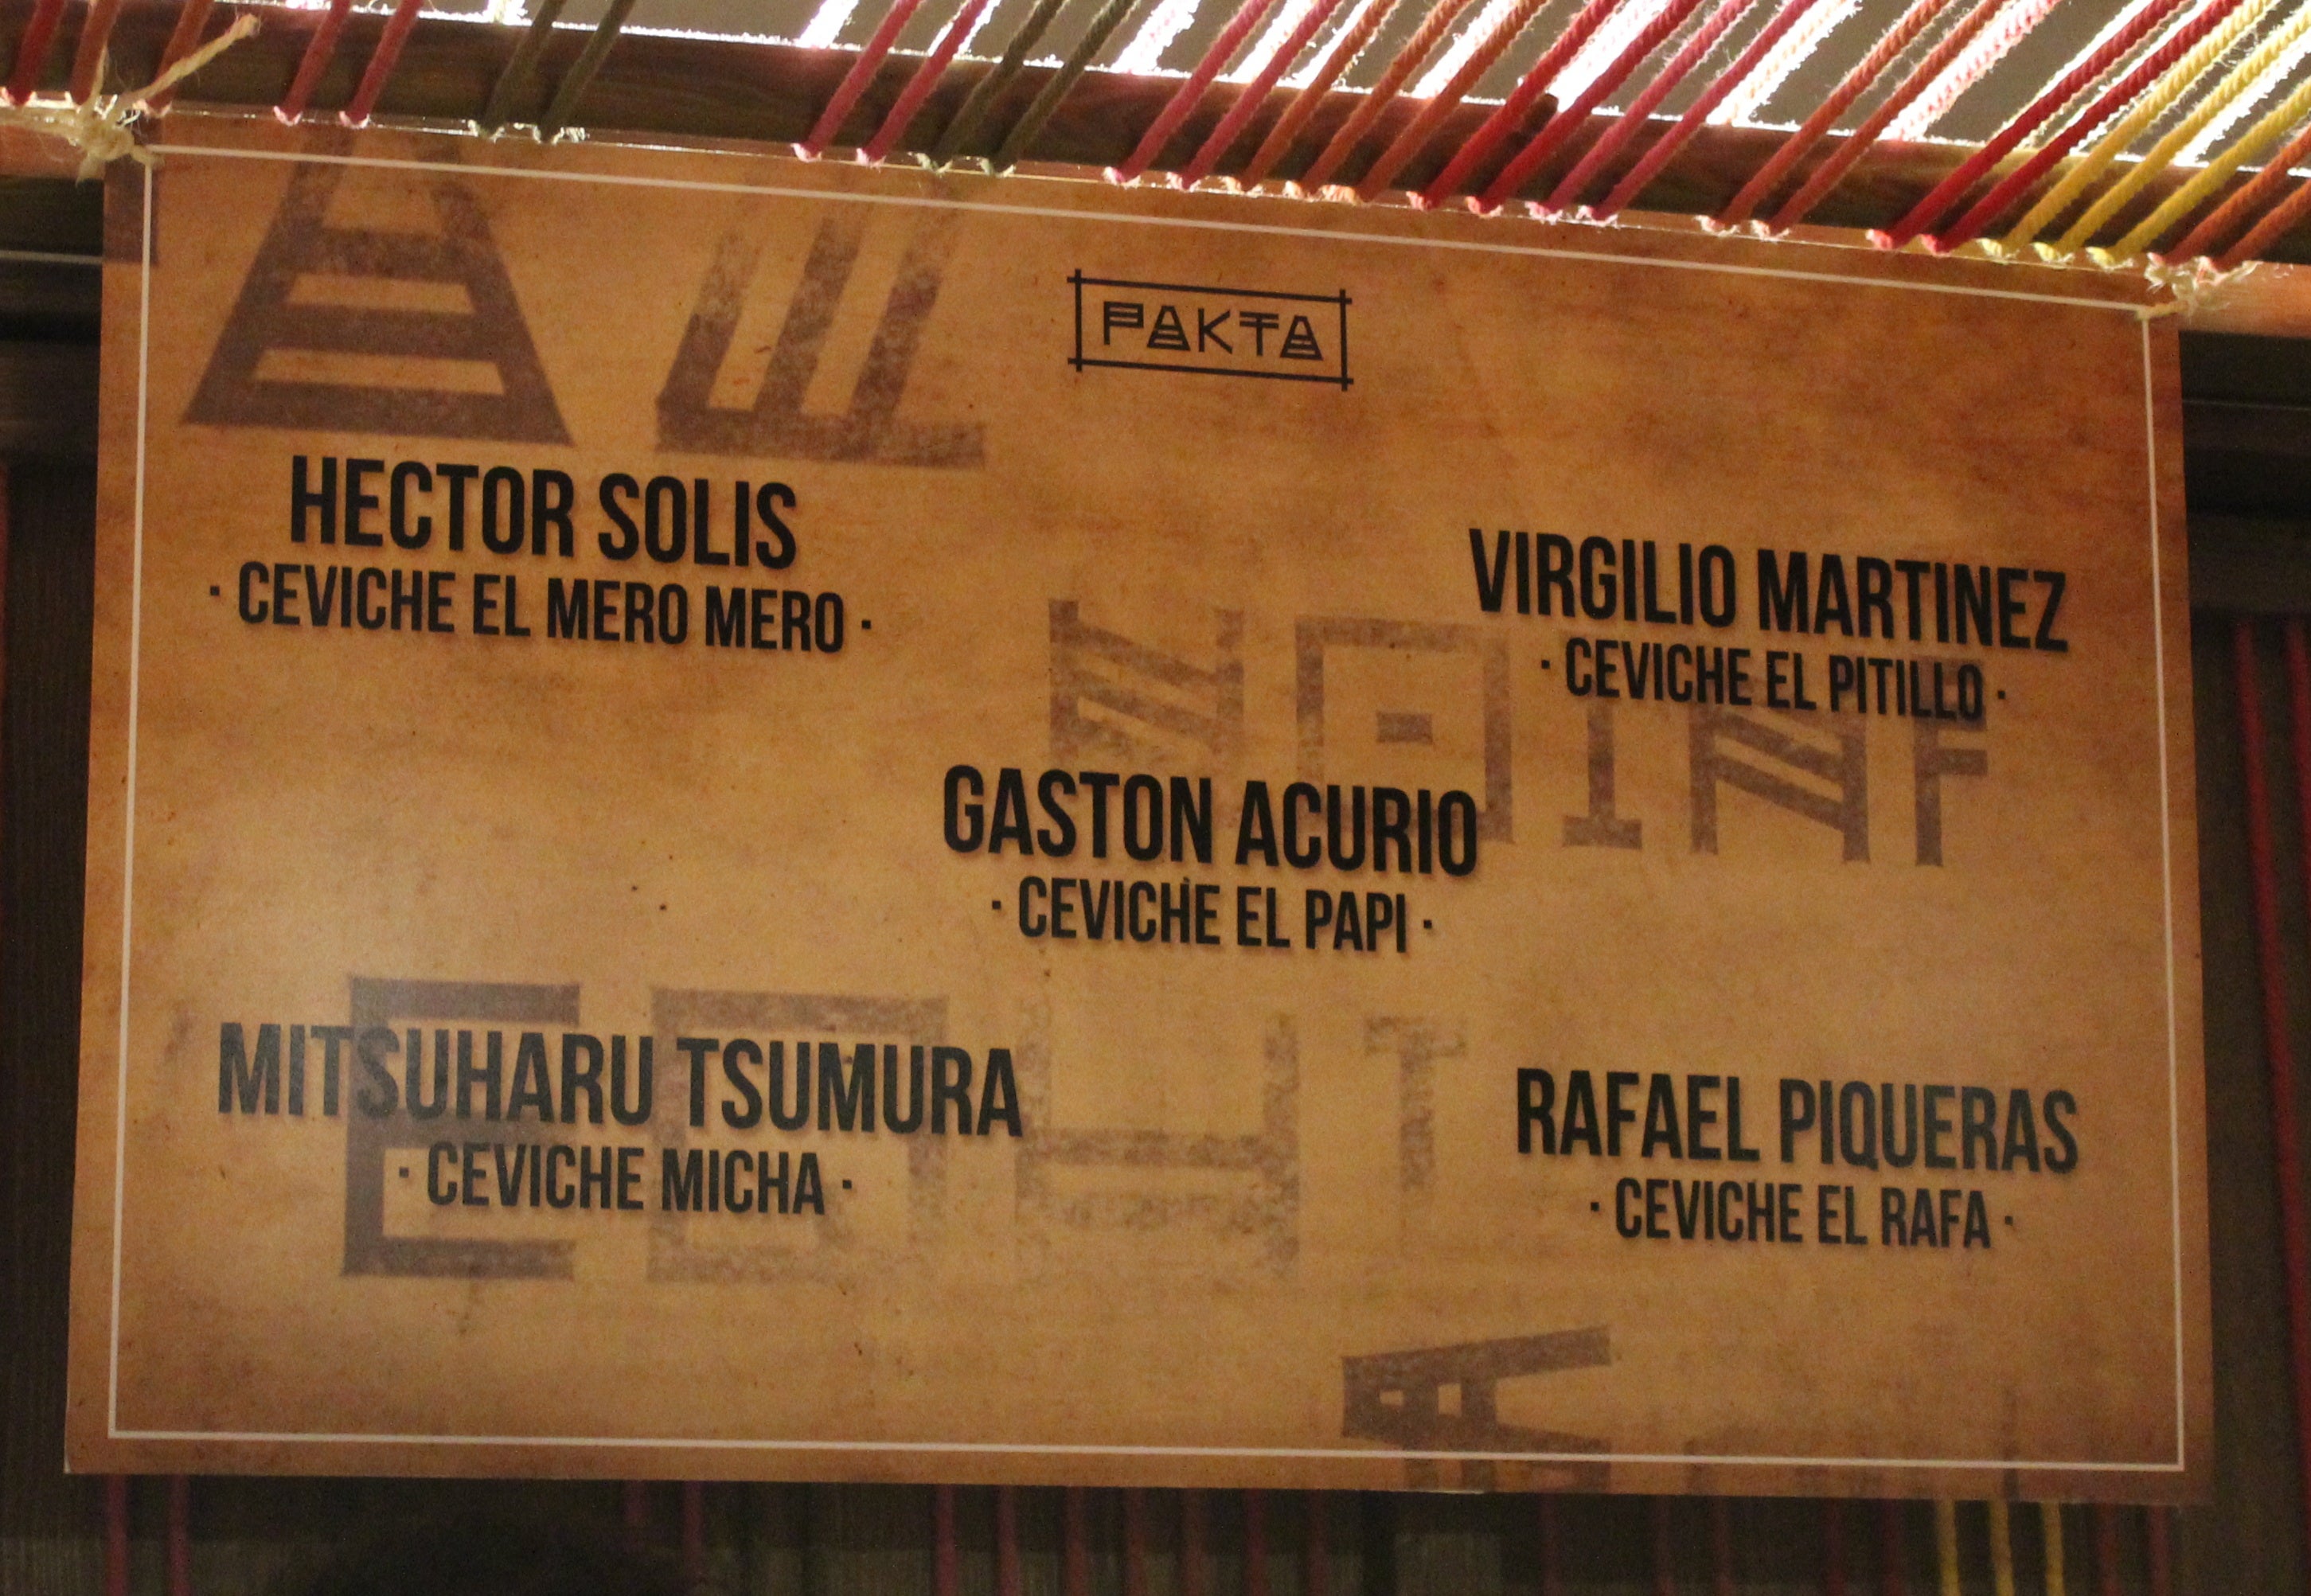 PAKTA
HECTOR SOLIS
· CEVICHE EL MERO MERO ·
VIRGILIO MARTINEZ
· CEVICHE EL PITILLO ·
GASTON ACURIO
· CEVICHE EL PAPI ·
MITSUHARU TSUMURA
· CEVICHE MICHA ·
RAFAEL PIQUERAS
· CEVICHE EL RAFA ·